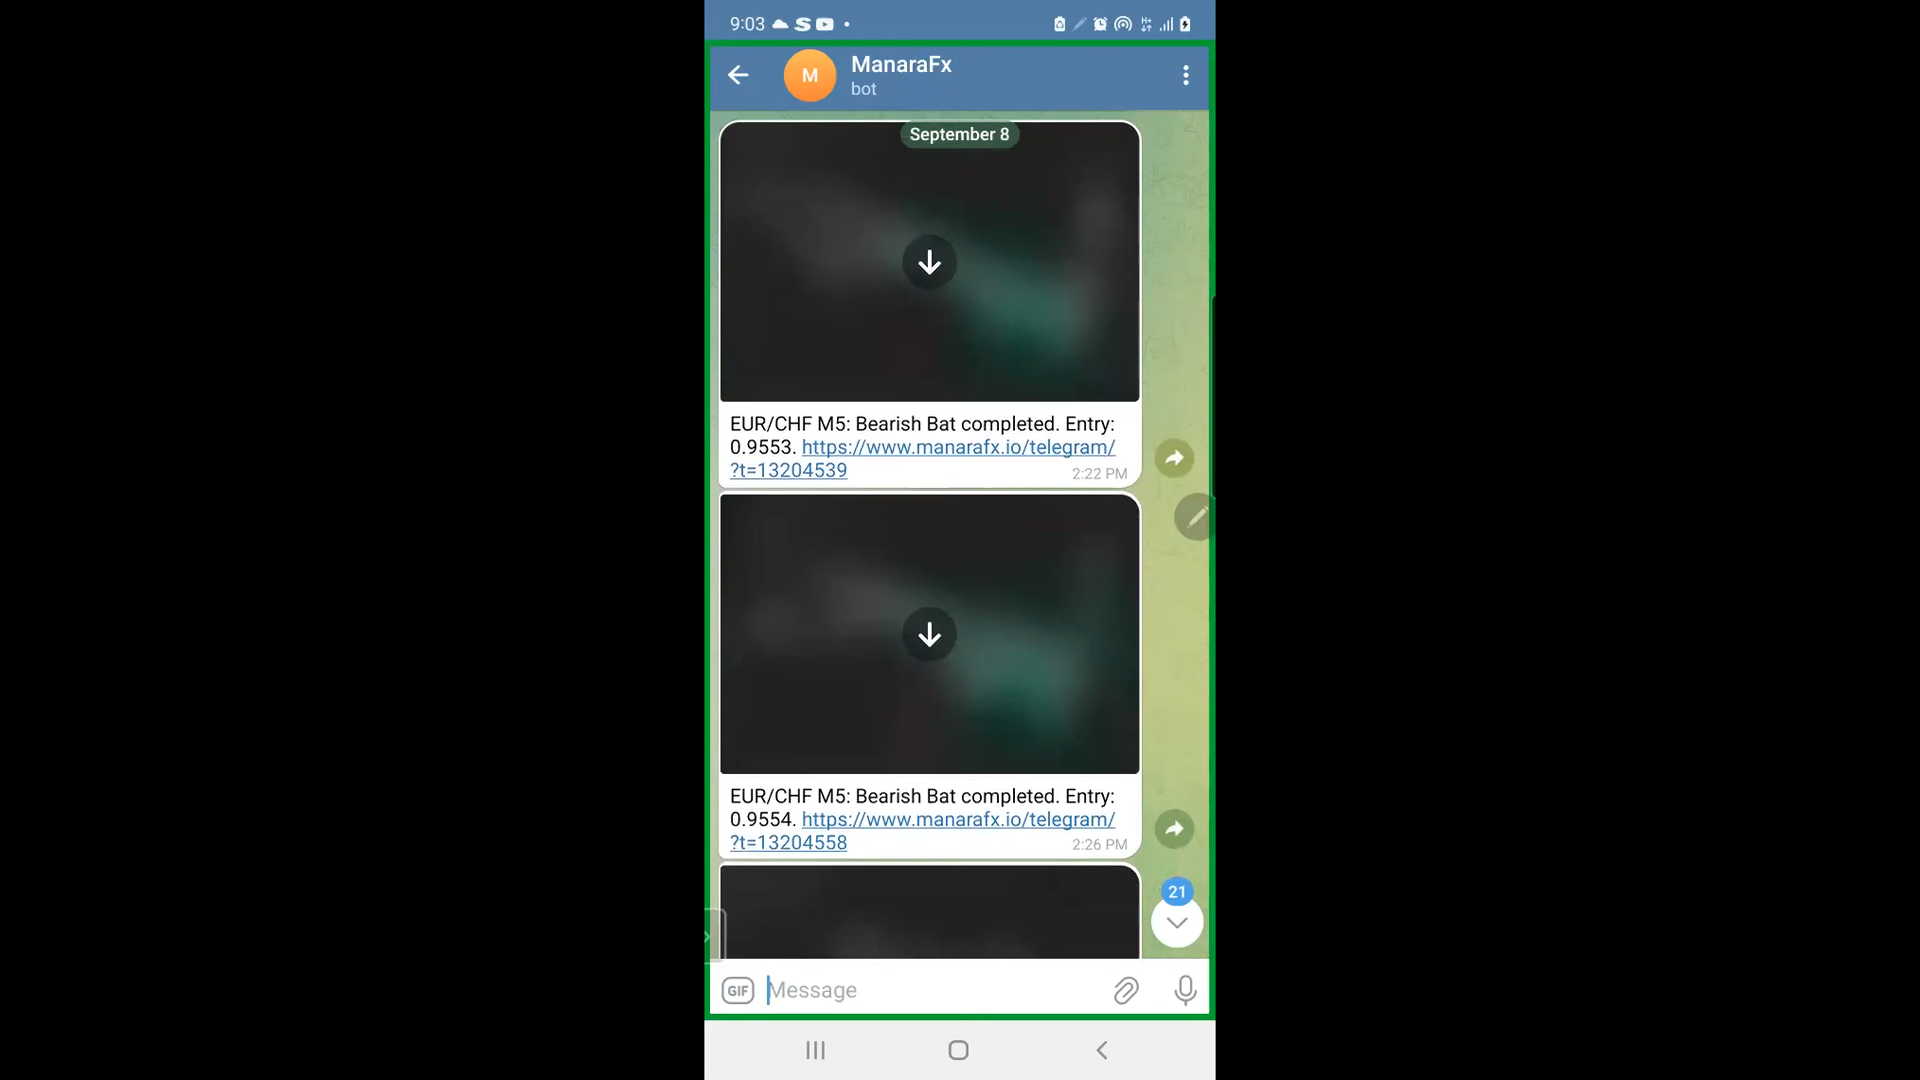 9:03
M
ManaraFx
bot
September 8
EUR/CHF M5: Bearish Bat completed. Entry:
0.9553. https://www.manarafx.io/telegram/
?t=13204539
2:22 PM
EUR/CHF M5: Bearish Bat completed. Entry:
0.9554. https://www.manarafx.io/telegram/
?t=13204558
2:26 PM
21
GIF
Message